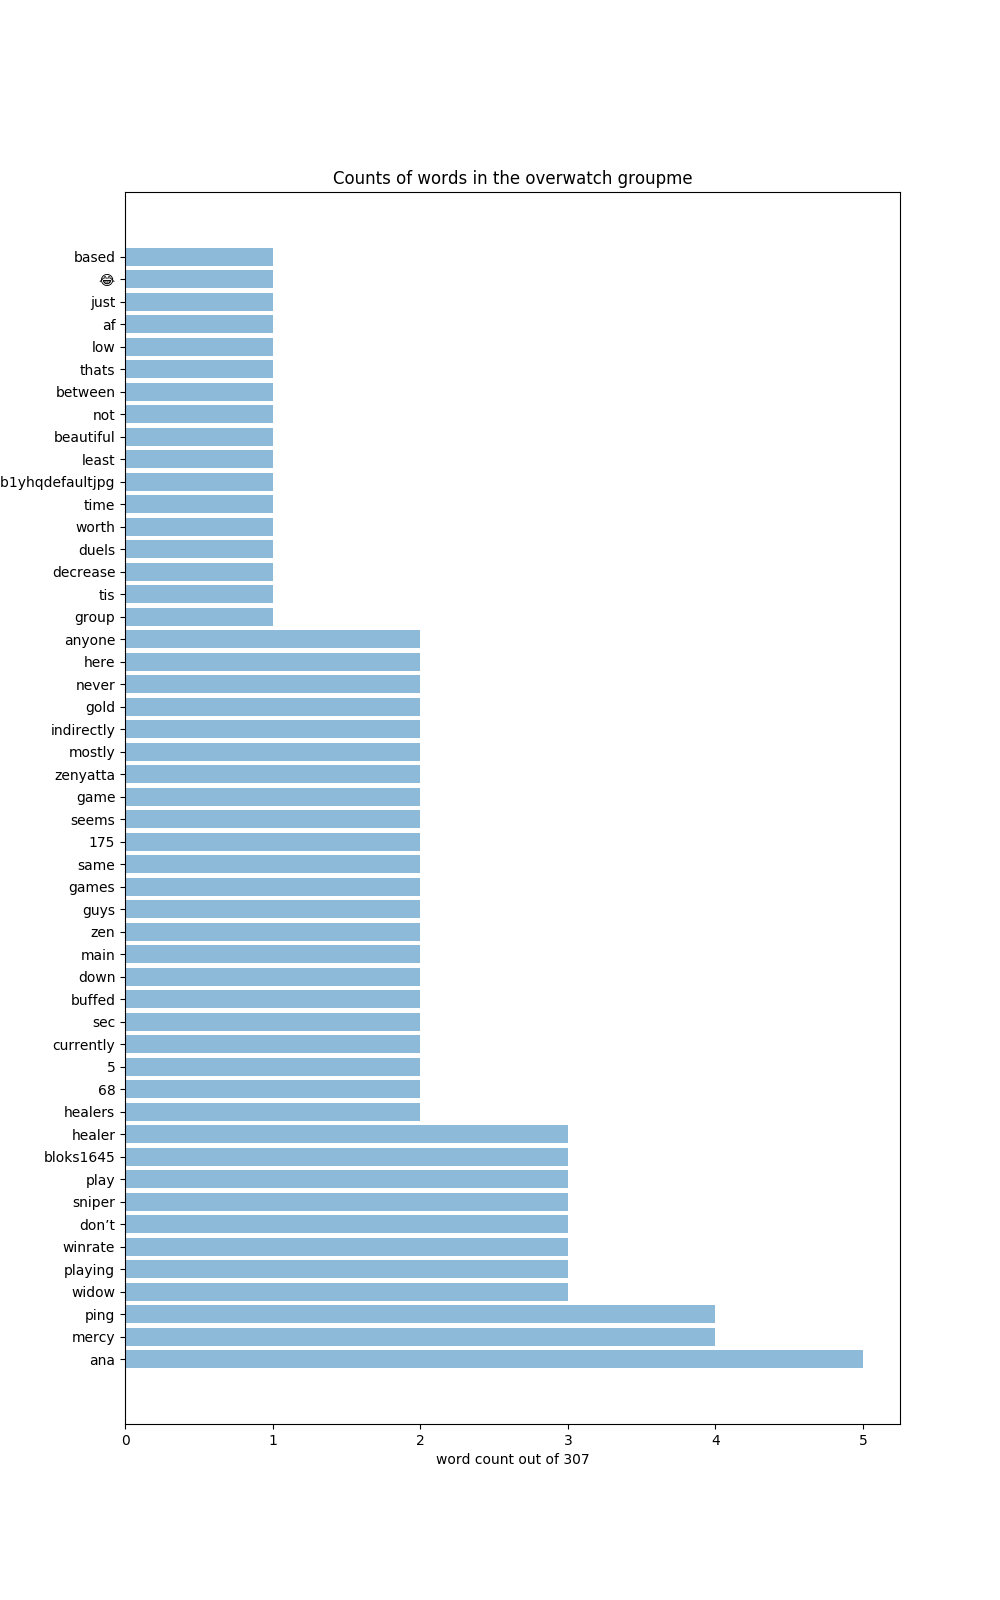 Counts of words in the overwatch groupme
based
😂
just
af
low
thats
between
not
beautiful
least
b1yhqdefaultjpg
time
worth
duels
decrease
tis
group
anyone
here
never
gold
indirectly
mostly
zenyatta
game
seems
175
same
games
guys
zen
main
down
buffed
sec
currently
5
68
healers
healer
bloks1645
play
sniper
don’t
winrate
playing
widow
ping
mercy
ana
0 1 2 3 4 5
word count out of 307